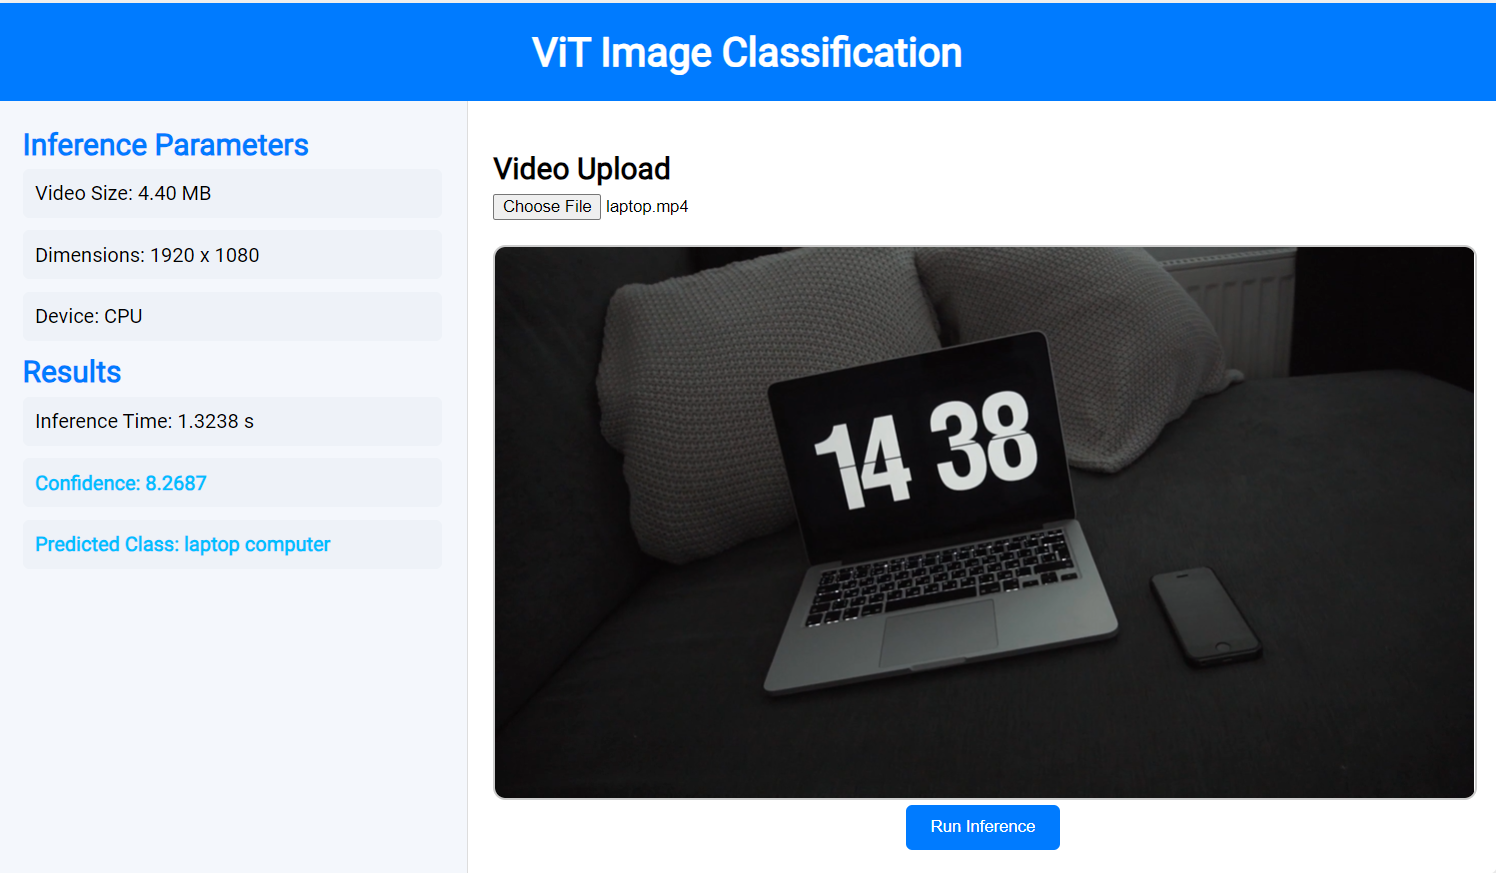 ViT Image Classification
Inference Parameters
Video Size: 4.40 MB
Dimensions: 1920 x 1080
Device: CPU
Results
Inference Time: 1.3238 s
Confidence: 8.2687
Predicted Class: laptop computer
Video Upload
Choose File laptop.mp4
14 38
Run Inference